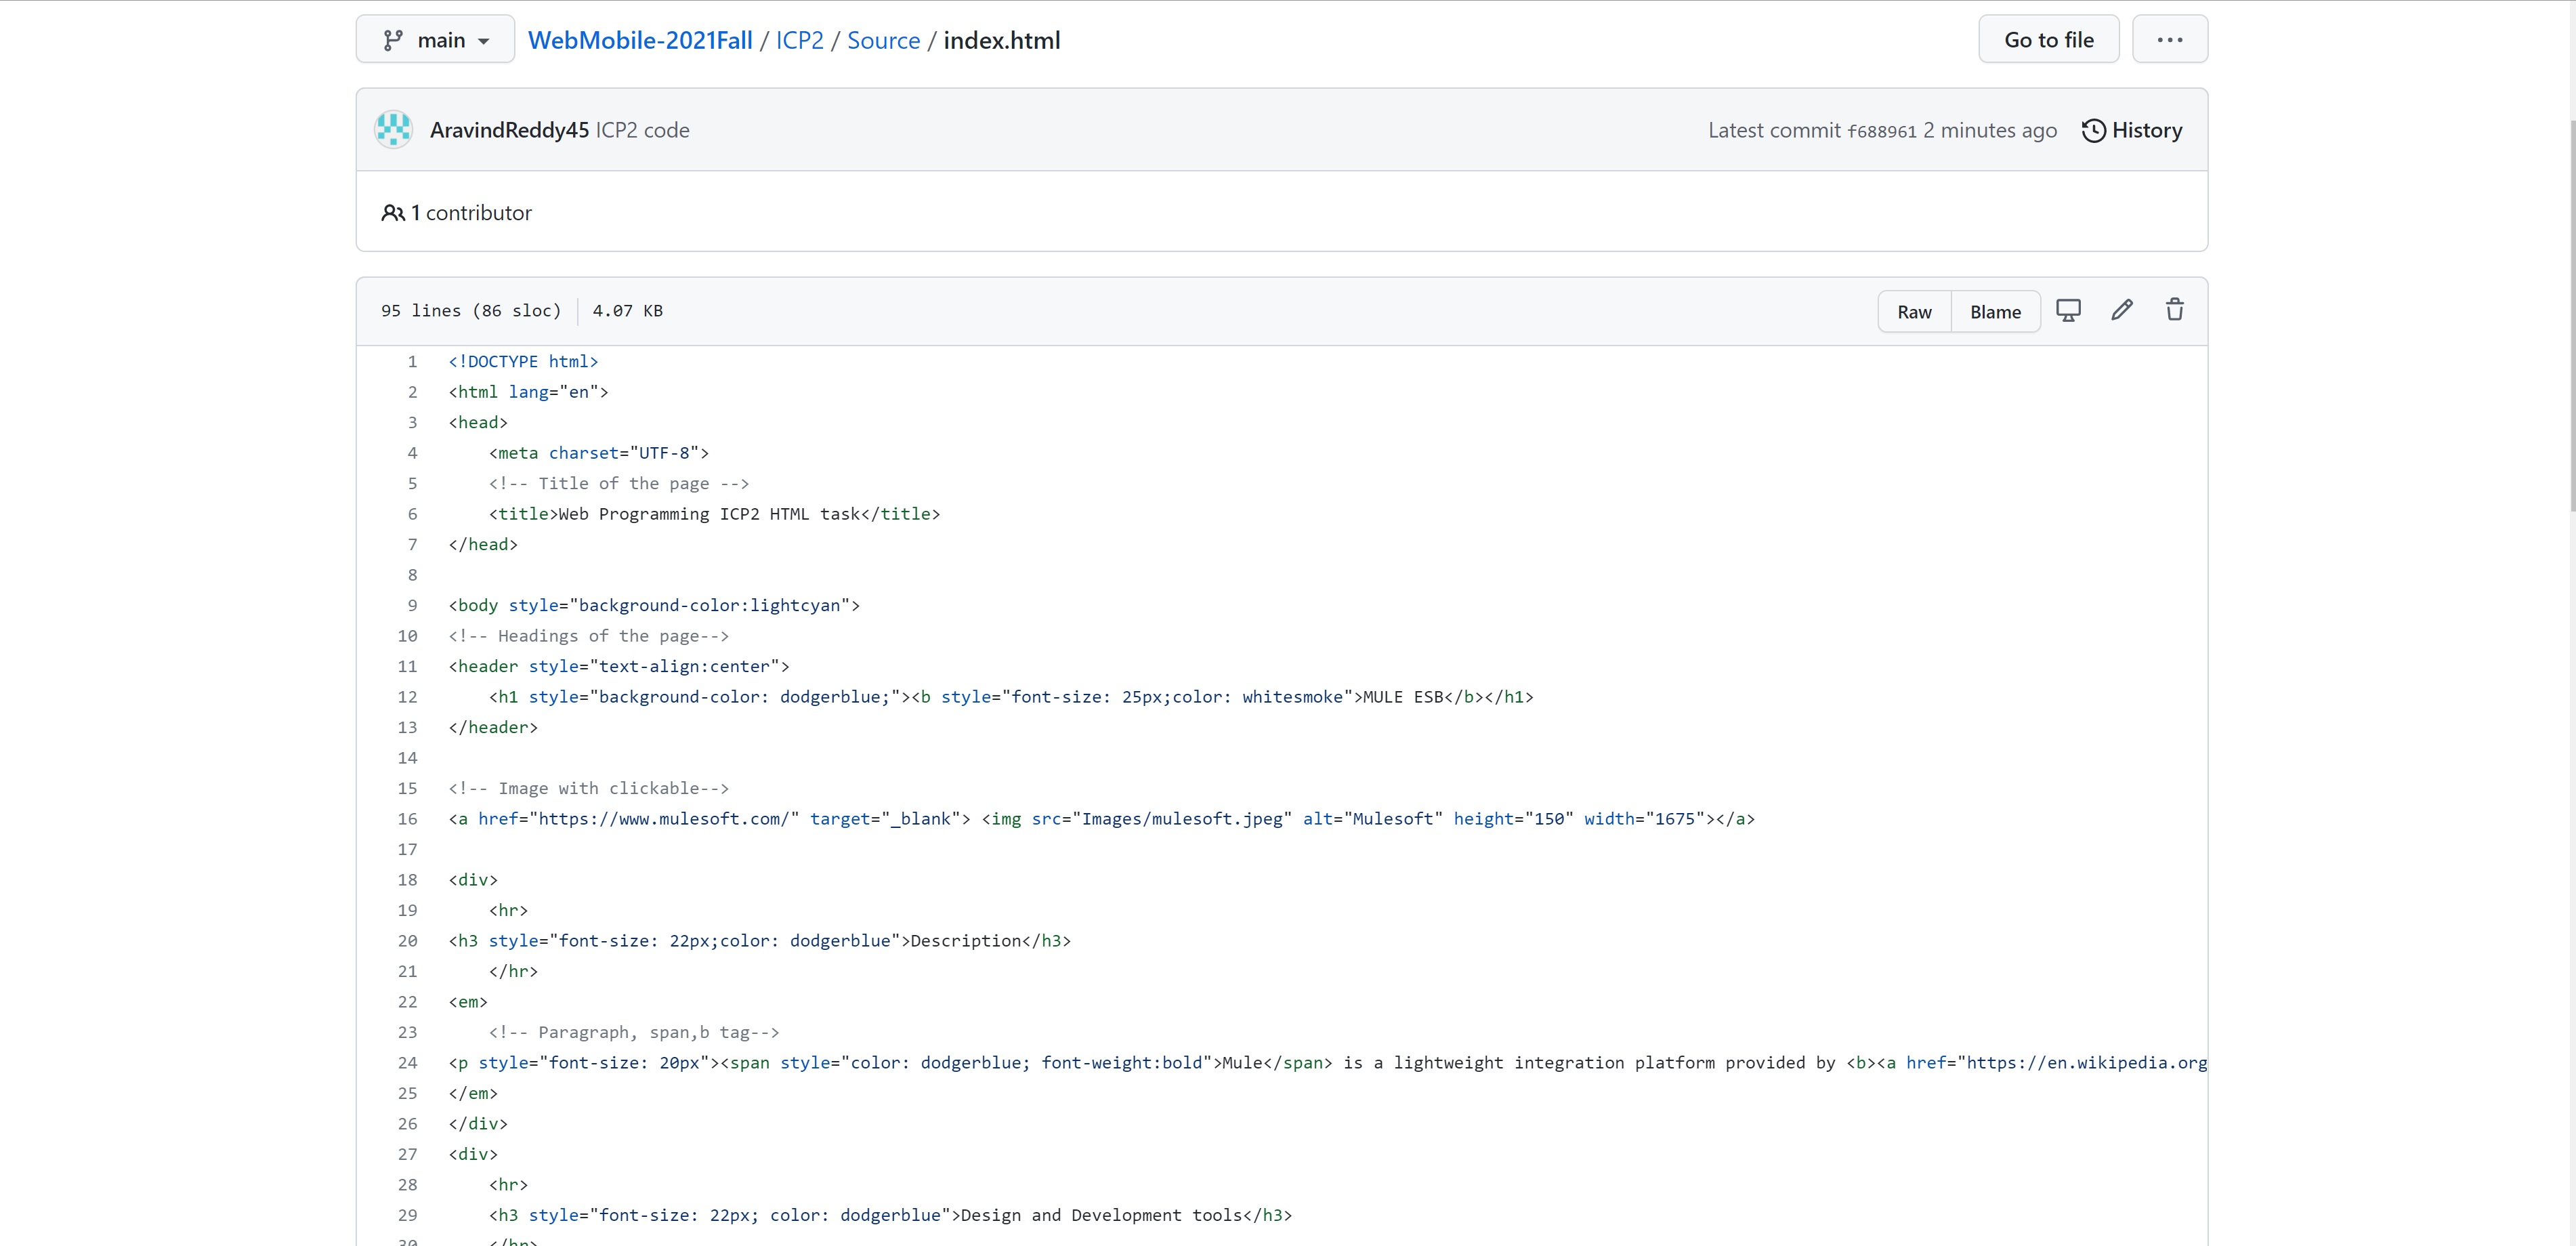 main WebMobile-2021Fall / ICP2 / Source / index.html Go to file ...
AravindReddy45 ICP2 code Latest commit f688961 2 minutes ago History
1 contributor
95 lines (86 sloc) 4.07 KB Raw Blame
1 <!DOCTYPE html>
2 <html lang="en">
3 <head>
4     <meta charset="UTF-8">
5     <!-- Title of the page -->
6     <title>Web Programming ICP2 HTML task</title>
7 </head>
8
9 <body style="background-color:lightcyan">
10 <!-- Headings of the page-->
11 <header style="text-align:center">
12     <h1 style="background-color: dodgerblue;"><b style="font-size: 25px;color: whitesmoke">MULE ESB</b></h1>
13 </header>
14
15 <!-- Image with clickable-->
16 <a href="https://www.mulesoft.com/" target="_blank"> <img src="Images/mulesoft.jpeg" alt="Mulesoft" height="150" width="1675"></a>
17
18 <div>
19     <hr>
20 <h3 style="font-size: 22px;color: dodgerblue">Description</h3>
21     </hr>
22 <em>
23     <!-- Paragraph, span,b tag-->
24 <p style="font-size: 20px"><span style="color: dodgerblue; font-weight:bold">Mule</span> is a lightweight integration platform provided by <b><a href="https://en.wikipedia.org
25 </em>
26 </div>
27 <div>
28     <hr>
29     <h3 style="font-size: 22px; color: dodgerblue">Design and Development tools</h3>
30     </hr>